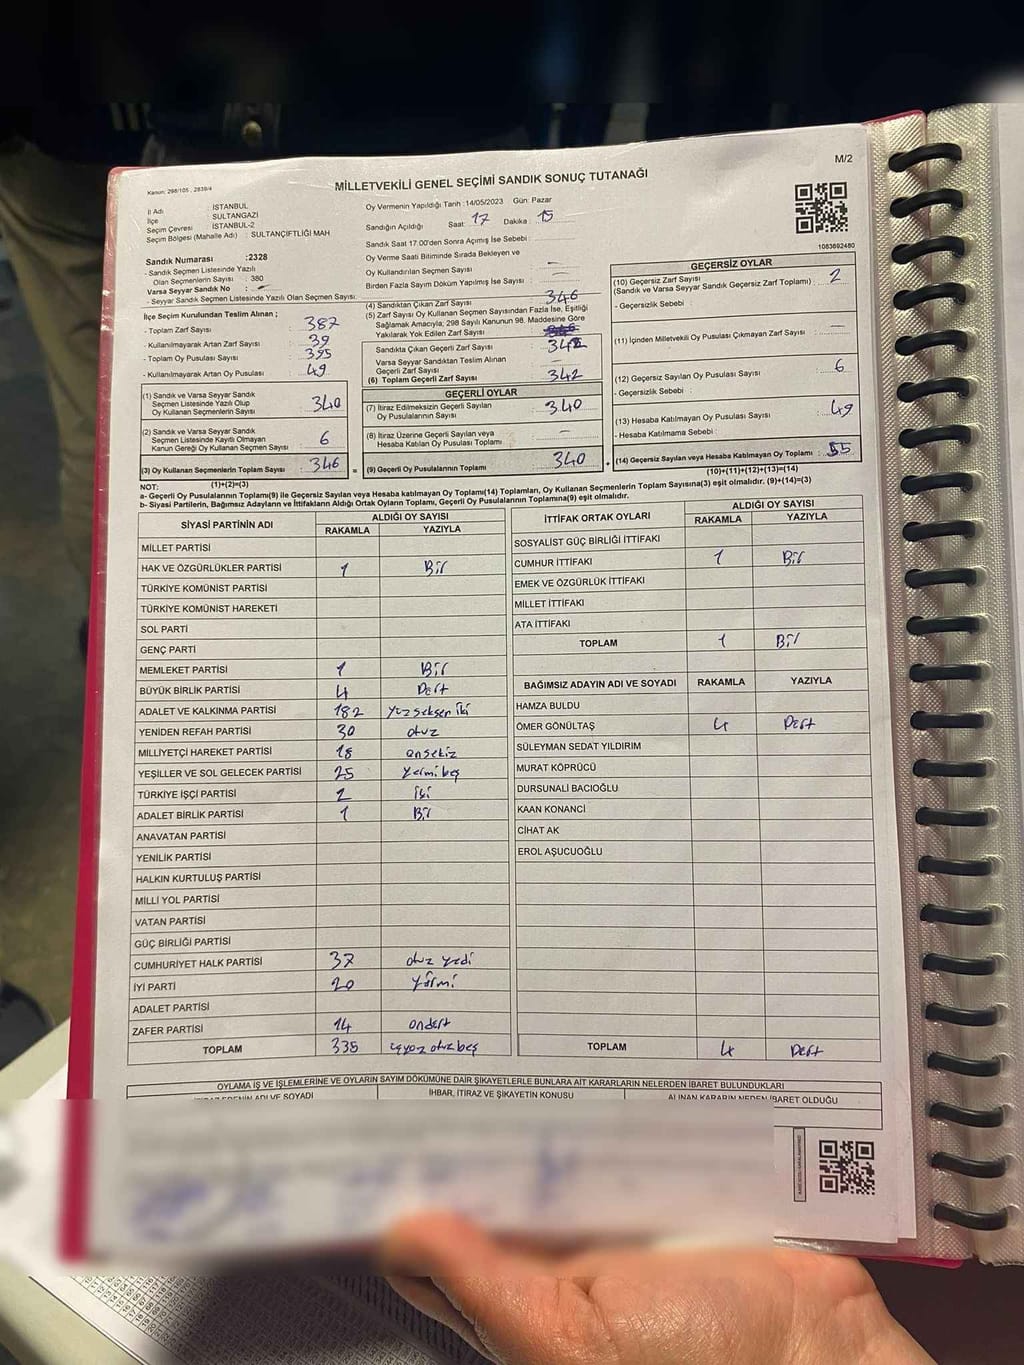 M/2
Kanun: 298/105 , 2839/4
MİLLETVEKİLİ GENEL SEÇİMİ SANDIK SONUÇ TUTANAĞI
İl Adı : İSTANBUL
İlçe : SULTANGAZİ
Seçim Çevresi : İSTANBUL-2
Seçim Bölgesi (Mahalle Adı) : SULTANÇİFTLİĞİ MAH
Sandık Numarası :2328
- Sandık Seçmen Listesinde Yazılı
Olan Seçmenlerin Sayısı : 380
Varsa Seyyar Sandık No : -
- Seyyar Sandık Seçmen Listesinde Yazılı Olan Seçmen Sayısı.
İlçe Seçim Kurulundan Teslim Alınan ;
- Toplam Zarf Sayısı : 387
- Kullanılmayarak Artan Zarf Sayısı : 39
- Toplam Oy Pusulası Sayısı : 395
- Kullanılmayarak Artan Oy Pusulası : 49
(1) Sandık ve Varsa Seyyar Sandık
Seçmen Listesinde Yazılı Olup
Oy Kullanan Seçmenlerin Sayısı : 340
(2) Sandık ve Varsa Seyyar Sandık
Seçmen Listesinde Kayıtlı Olmayan
Kanun Gereği Oy Kullanan Seçmen Sayısı : 6
(3) Oy Kullanan Seçmenlerin Toplam Sayısı : 346
(1)+(2)=(3)
Oy Vermenin Yapıldığı Tarih :14/05/2023 Gün: Pazar
Sandığın Açıldığı Saat: 17 Dakika : 15
Sandık Saat 17:00'den Sonra Açılmış İse Sebebi :
Oy Verme Saati Bitiminde Sırada Bekleyen ve
Oy Kullandırılan Seçmen Sayısı : -
Birden Fazla Sayım Döküm Yapılmış İse Sayısı : -
(4) Sandıktan Çıkan Zarf Sayısı : 346
(5) Zarf Sayısı Oy Kullanan Seçmen Sayısından Fazla İse, Eşitliği
Sağlamak Amacıyla; 298 Sayılı Kanunun 98. Maddesine Göre
Yakılarak Yok Edilen Zarf Sayısı :
Sandıkta Çıkan Geçerli Zarf Sayısı : 342
Varsa Seyyar Sandıktan Teslim Alınan
Geçerli Zarf Sayısı :
(6) Toplam Geçerli Zarf Sayısı : 342
GEÇERLİ OYLAR
(7) İtiraz Edilmeksizin Geçerli Sayılan
Oy Pusulalarının Sayısı : 340
(8) İtiraz Üzerine Geçerli Sayılan veya
Hesaba Katılan Oy Pusulası Toplamı : -
= (9) Geçerli Oy Pusulalarının Toplamı : 340
1083692480
GEÇERSİZ OYLAR
(10) Geçersiz Zarf Sayısı : 2
(Sandık ve Varsa Seyyar Sandık Geçersiz Zarf Toplamı)
- Geçersizlik Sebebi :
(11) İçinden Milletvekili Oy Pusulası Çıkmayan Zarf Sayısı : -
(12) Geçersiz Sayılan Oy Pusulası Sayısı : 6
- Geçersizlik Sebebi :
(13) Hesaba Katılmayan Oy Pusulası Sayısı : 49
- Hesaba Katılmama Sebebi :
+ (14) Geçersiz Sayılan veya Hesaba Katılmayan Oy Toplamı : 55
(10)+(11)+(12)+(13)=(14)
NOT:
a- Geçerli Oy Pusulalarının Toplamı(9) ile Geçersiz Sayılan veya Hesaba katılmayan Oy Toplamı(14) Toplamları, Oy Kullanan Seçmenlerin Toplam Sayısına(3) eşit olmalıdır. (9)+(14)=(3)
b- Siyasi Partilerin, Bağımsız Adayların ve İttifakların Aldığı Ortak Oyların Toplamı, Geçerli Oy Pusulalarının Toplamına(9) eşit olmalıdır.
SİYASİ PARTİNİN ADI ALDIĞI OY SAYISI
RAKAMLA YAZIYLA
MİLLET PARTİSİ
HAK VE ÖZGÜRLÜKLER PARTİSİ 1 Bir
TÜRKİYE KOMÜNİST PARTİSİ
TÜRKİYE KOMÜNİST HAREKETİ
SOL PARTİ
GENÇ PARTİ
MEMLEKET PARTİSİ 1 Bir
BÜYÜK BİRLİK PARTİSİ 4 Dört
ADALET VE KALKINMA PARTİSİ 182 yüzseksen iki
YENİDEN REFAH PARTİSİ 30 otuz
MİLLİYETÇİ HAREKET PARTİSİ 18 onsekiz
YEŞİLLER VE SOL GELECEK PARTİSİ 25 yirmi beş
TÜRKİYE İŞÇİ PARTİSİ 2 iki
ADALET BİRLİK PARTİSİ 1 Bir
ANAVATAN PARTİSİ
YENİLİK PARTİSİ
HALKIN KURTULUŞ PARTİSİ
MİLLİ YOL PARTİSİ
VATAN PARTİSİ
GÜÇ BİRLİĞİ PARTİSİ
CUMHURİYET HALK PARTİSİ 37 otuz yedi
İYİ PARTİ 20 yirmi
ADALET PARTİSİ
ZAFER PARTİSİ 14 ondört
TOPLAM 335 üçyüz otuz beş
İTTİFAK ORTAK OYLARI ALDIĞI OY SAYISI
RAKAMLA YAZIYLA
SOSYALİST GÜÇ BİRLİĞİ İTTİFAKI
CUMHUR İTTİFAKI 1 Bir
EMEK VE ÖZGÜRLÜK İTTİFAKI
MİLLET İTTİFAKI
ATA İTTİFAKI
TOPLAM 1 Bir
BAĞIMSIZ ADAYIN ADI VE SOYADI RAKAMLA YAZIYLA
HAMZA BULDU
ÖMER GÖNÜLTAŞ 4 Dört
SÜLEYMAN SEDAT YILDIRIM
MURAT KÖPRÜCÜ
DURSUNALİ BACIOĞLU
KAAN KONANCİ
CİHAT AK
EROL AŞUCUOĞLU
TOPLAM 4 Dört
OYLAMA İŞ VE İŞLEMLERİNE VE OYLARIN SAYIM DÖKÜMÜNE DAİR ŞİKAYETLERLE BUNLARA AİT KARARLARIN NELERDEN İBARET BULUNDUKLARI
ADI VE SOYADI İHBAR, İTİRAZ VE ŞİKAYETİN KONUSU ALINAN KARARIN NEDEN İBARET OLDUĞU